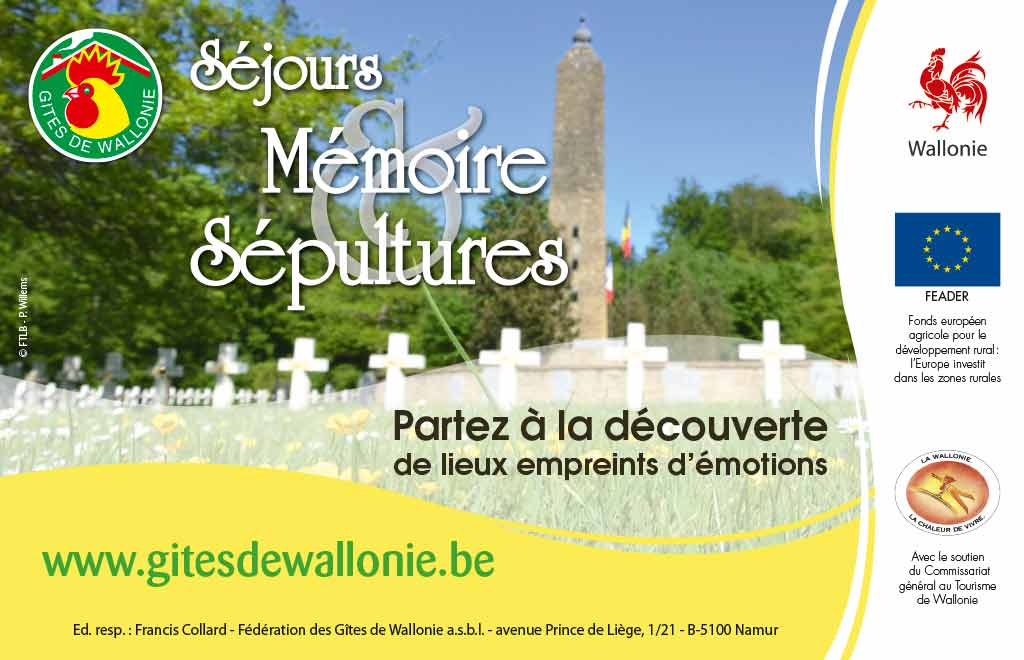 GITES DE WALLONIE
Séjours
&
Mémoire
Sépultures
© FTLB - P. Willems
Partez à la découverte
de lieux empreints d'émotions
www.gitesdewallonie.be
Ed. resp. : Francis Collard - Fédération des Gîtes de Wallonie a.s.b.l. - avenue Prince de Liège, 1/21 - B-5100 Namur
Wallonie
FEADER
Fonds européen
agricole pour le
développement rural :
l'Europe investit
dans les zones rurales
LA WALLONIE.
LA CHALEUR DE VIVRE.
Avec le soutien
du Commissariat
général au Tourisme
de Wallonie